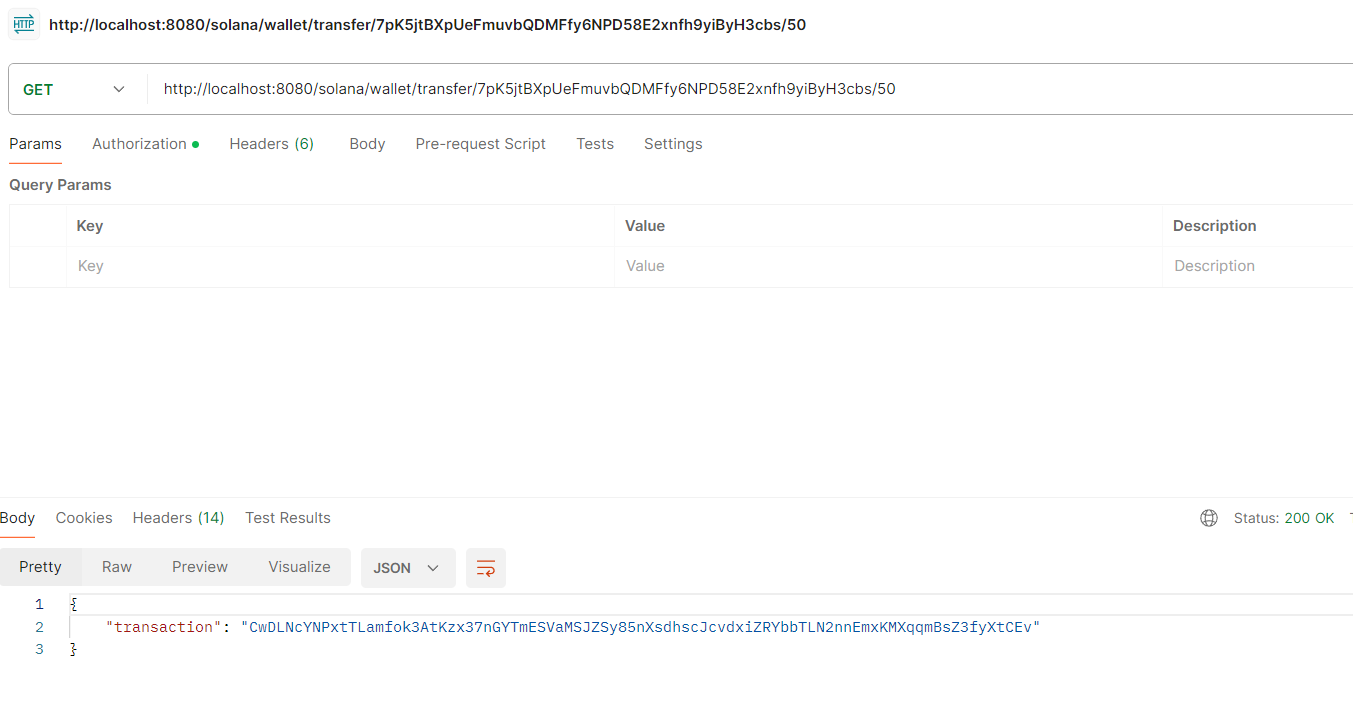 HTTP http://localhost:8080/solana/wallet/transfer/7pK5jtBXpUeFmuvbQDMFfy6NPD58E2xnfh9yiByH3cbs/50
GET http://localhost:8080/solana/wallet/transfer/7pK5jtBXpUeFmuvbQDMFfy6NPD58E2xnfh9yiByH3cbs/50
Params Authorization Headers (6) Body Pre-request Script Tests Settings
Query Params
Key Value Description
Key Value Description
Body Cookies Headers (14) Test Results Status: 200 OK
Pretty Raw Preview Visualize JSON
1 {
2 "transaction": "CwDLNcYNPxtTLamfok3AtKzx37nGYTmESVaMSJZSy85nXsdhscJcvdxiZRYbbTLN2nnEmxKMXqqmBsZ3fyXtCEv"
3 }